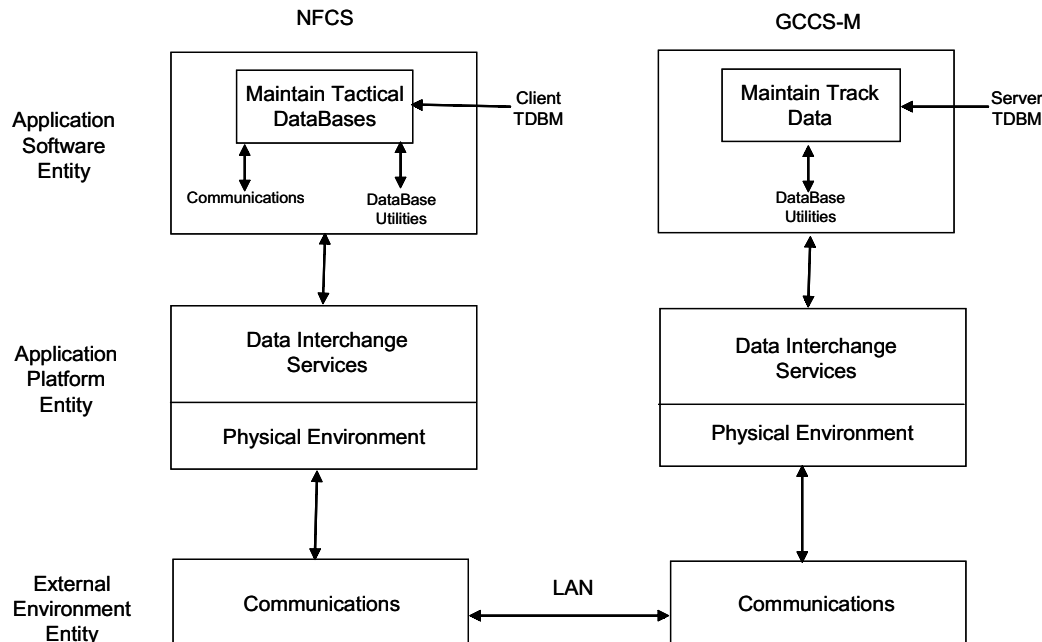 NFCS
GCCS-M
Application
Software
Entity
Maintain Tactical
DataBases
Client
TDBM
Communications
DataBase
Utilities
Maintain Track
Data
Server
TDBM
DataBase
Utilities
Application
Platform
Entity
Data Interchange
Services
Physical Environment
Data Interchange
Services
Physical Environment
External
Environment
Entity
Communications
LAN
Communications